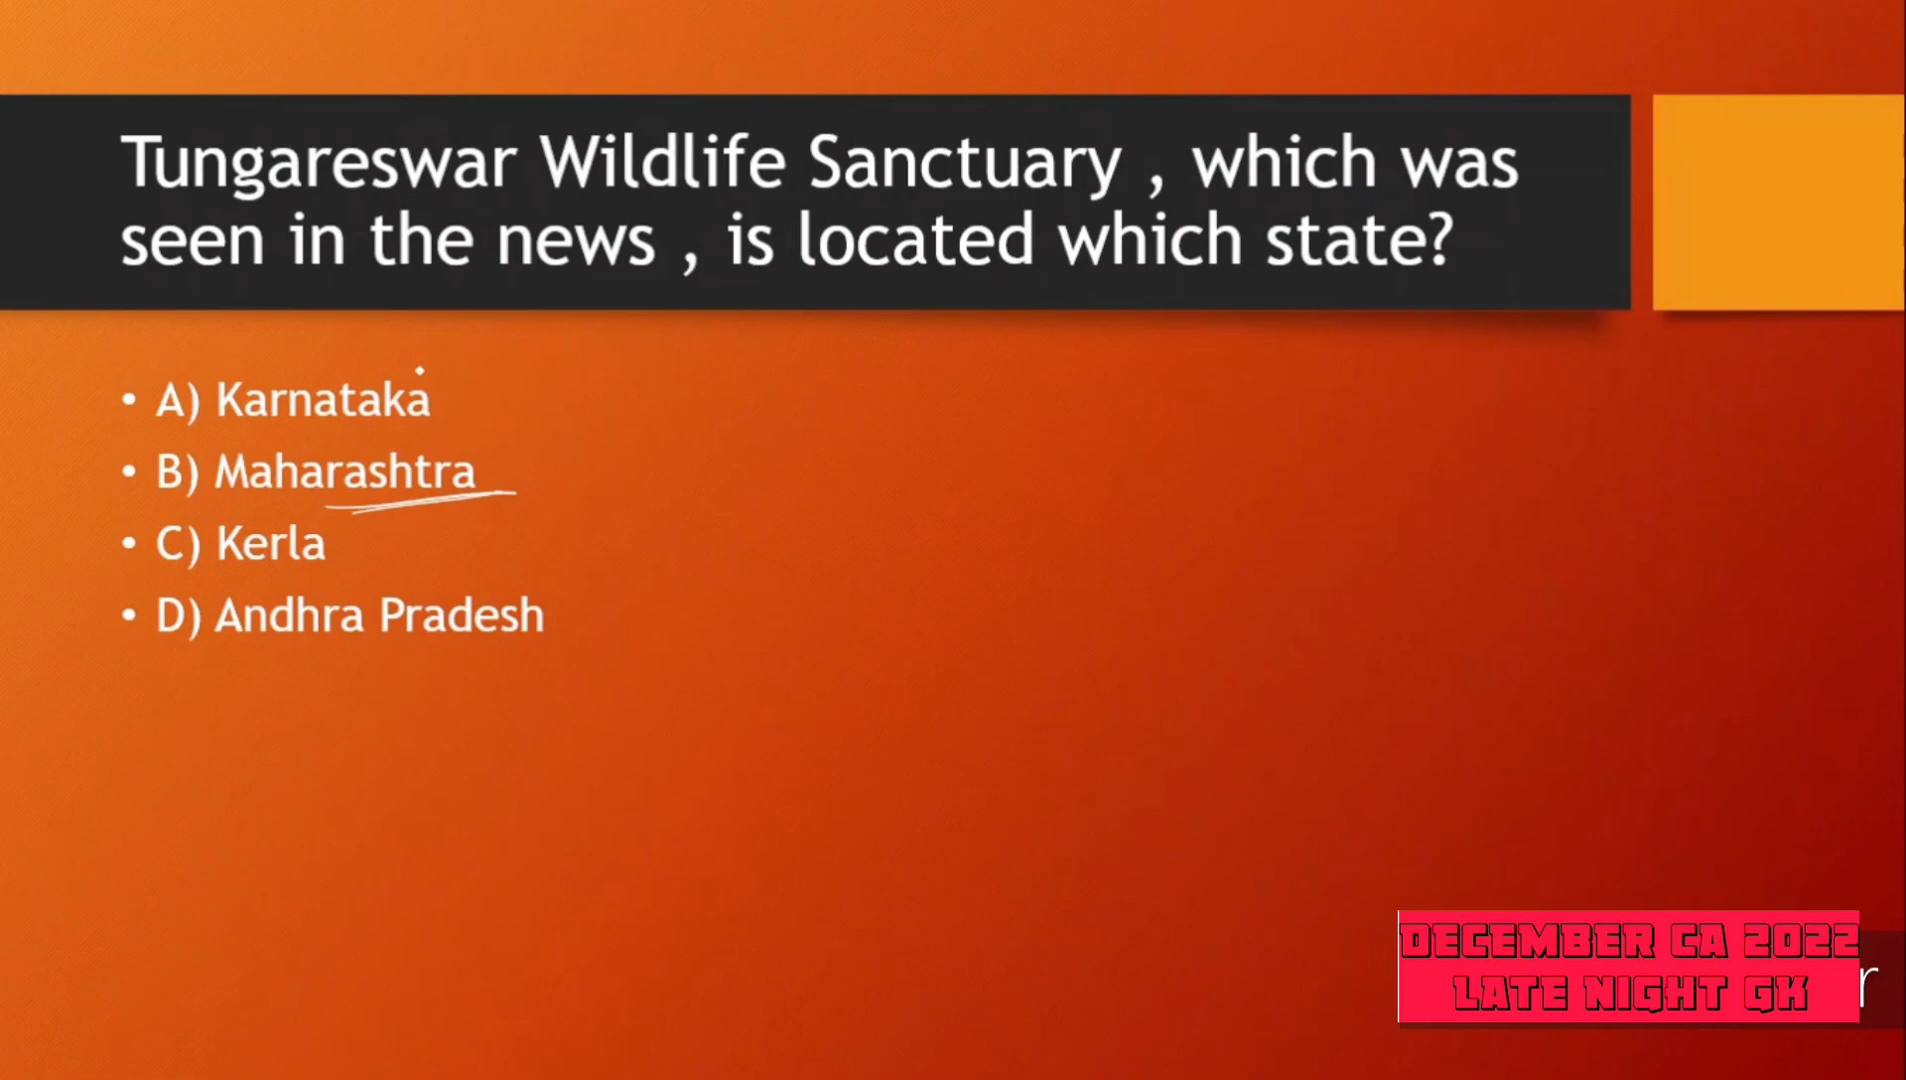 Tungareswar Wildlife Sanctuary , which was
seen in the news , is located which state?
• A) Karnataka
• B) Maharashtra
• C) Kerla
• D) Andhra Pradesh
DECEMBER CA 2022
LATE NIGHT GK
r